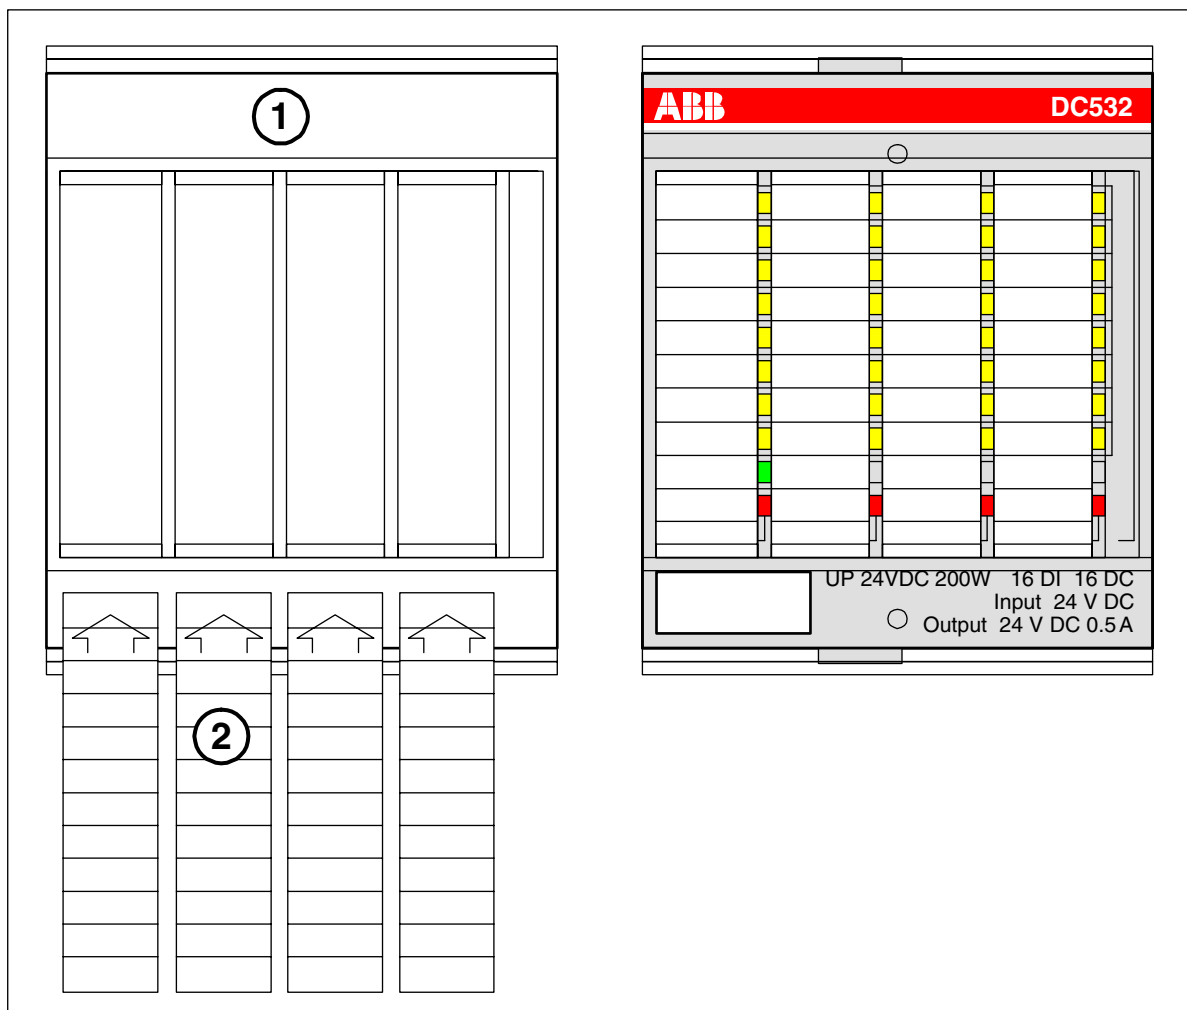 1
ABB
DC532
UP 24VDC 200W 16 DI 16 DC
Input 24 V DC
Output 24 V DC 0.5 A
2